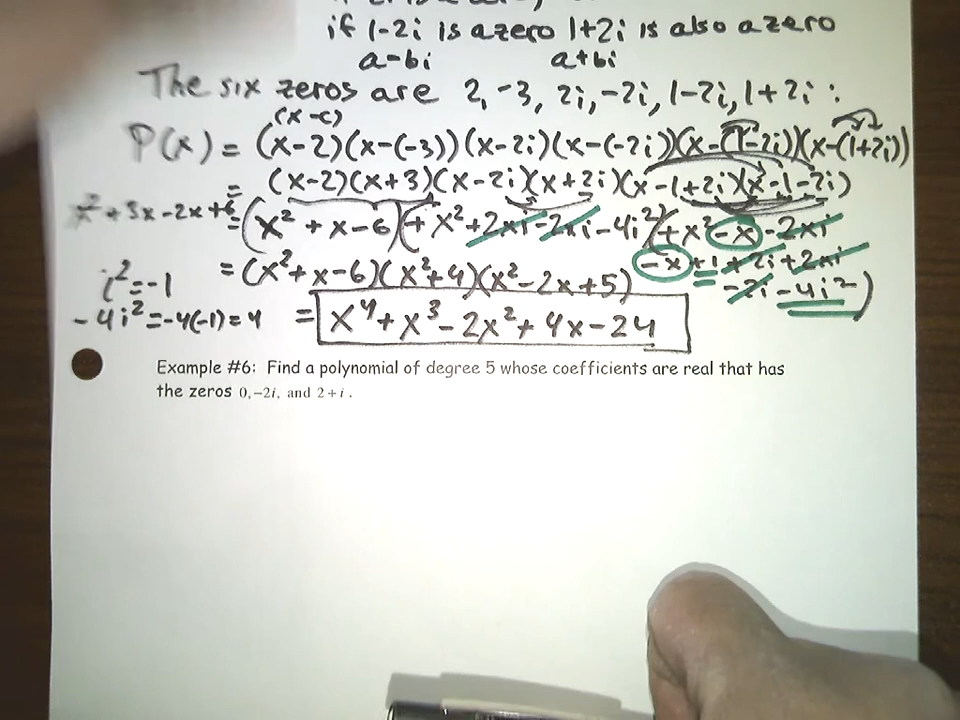 if 1-2i is a zero 1+2i is also a zero
a-bi a+bi
The six zeros are 2, -3, 2i, -2i, 1-2i, 1+2i :
(x-c)
P(x) = (x-2)(x-(-3))(x-2i)(x-(-2i))(x-(1-2i))(x-(1+2i))
= (x-2)(x+3)(x-2i)(x+2i)(x-1+2i)(x-1-2i)
x²+3x-2x+6
= (x²+x-6)(+x²+2xi-2xi-4i²)(+x²-x-2xi
-x+1+2i+2xi
-2i-4i²)
i²=-1
= (x²+x-6)(x²+4)(x²-2x+5)
-4i²=-4(-1)=4
= x⁴+x³-2x²+4x-24
Example #6: Find a polynomial of degree 5 whose coefficients are real that has
the zeros 0,-2i, and 2+i.